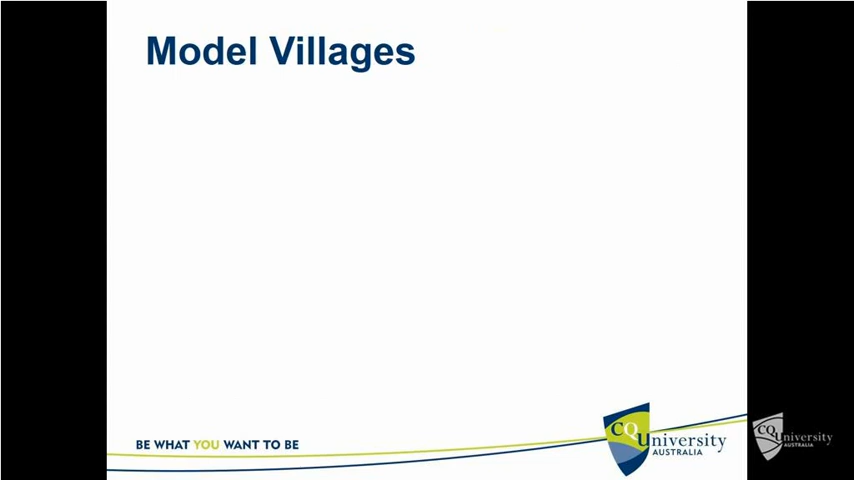 Model Villages
BE WHAT YOU WANT TO BE
CQUniversity
AUSTRALIA
CQUniversity
AUSTRALIA